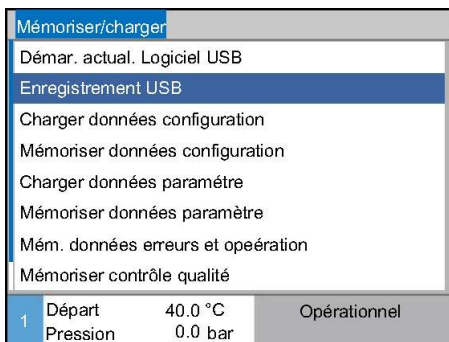 Mémoriser/charger
Démar. actual. Logiciel USB
Enregistrement USB
Charger données configuration
Mémoriser données configuration
Charger données paramétre
Mémoriser données paramètre
Mém. données erreurs et opeération
Mémoriser contrôle qualité
1 Départ 40.0 °C Opérationnel
Pression 0.0 bar